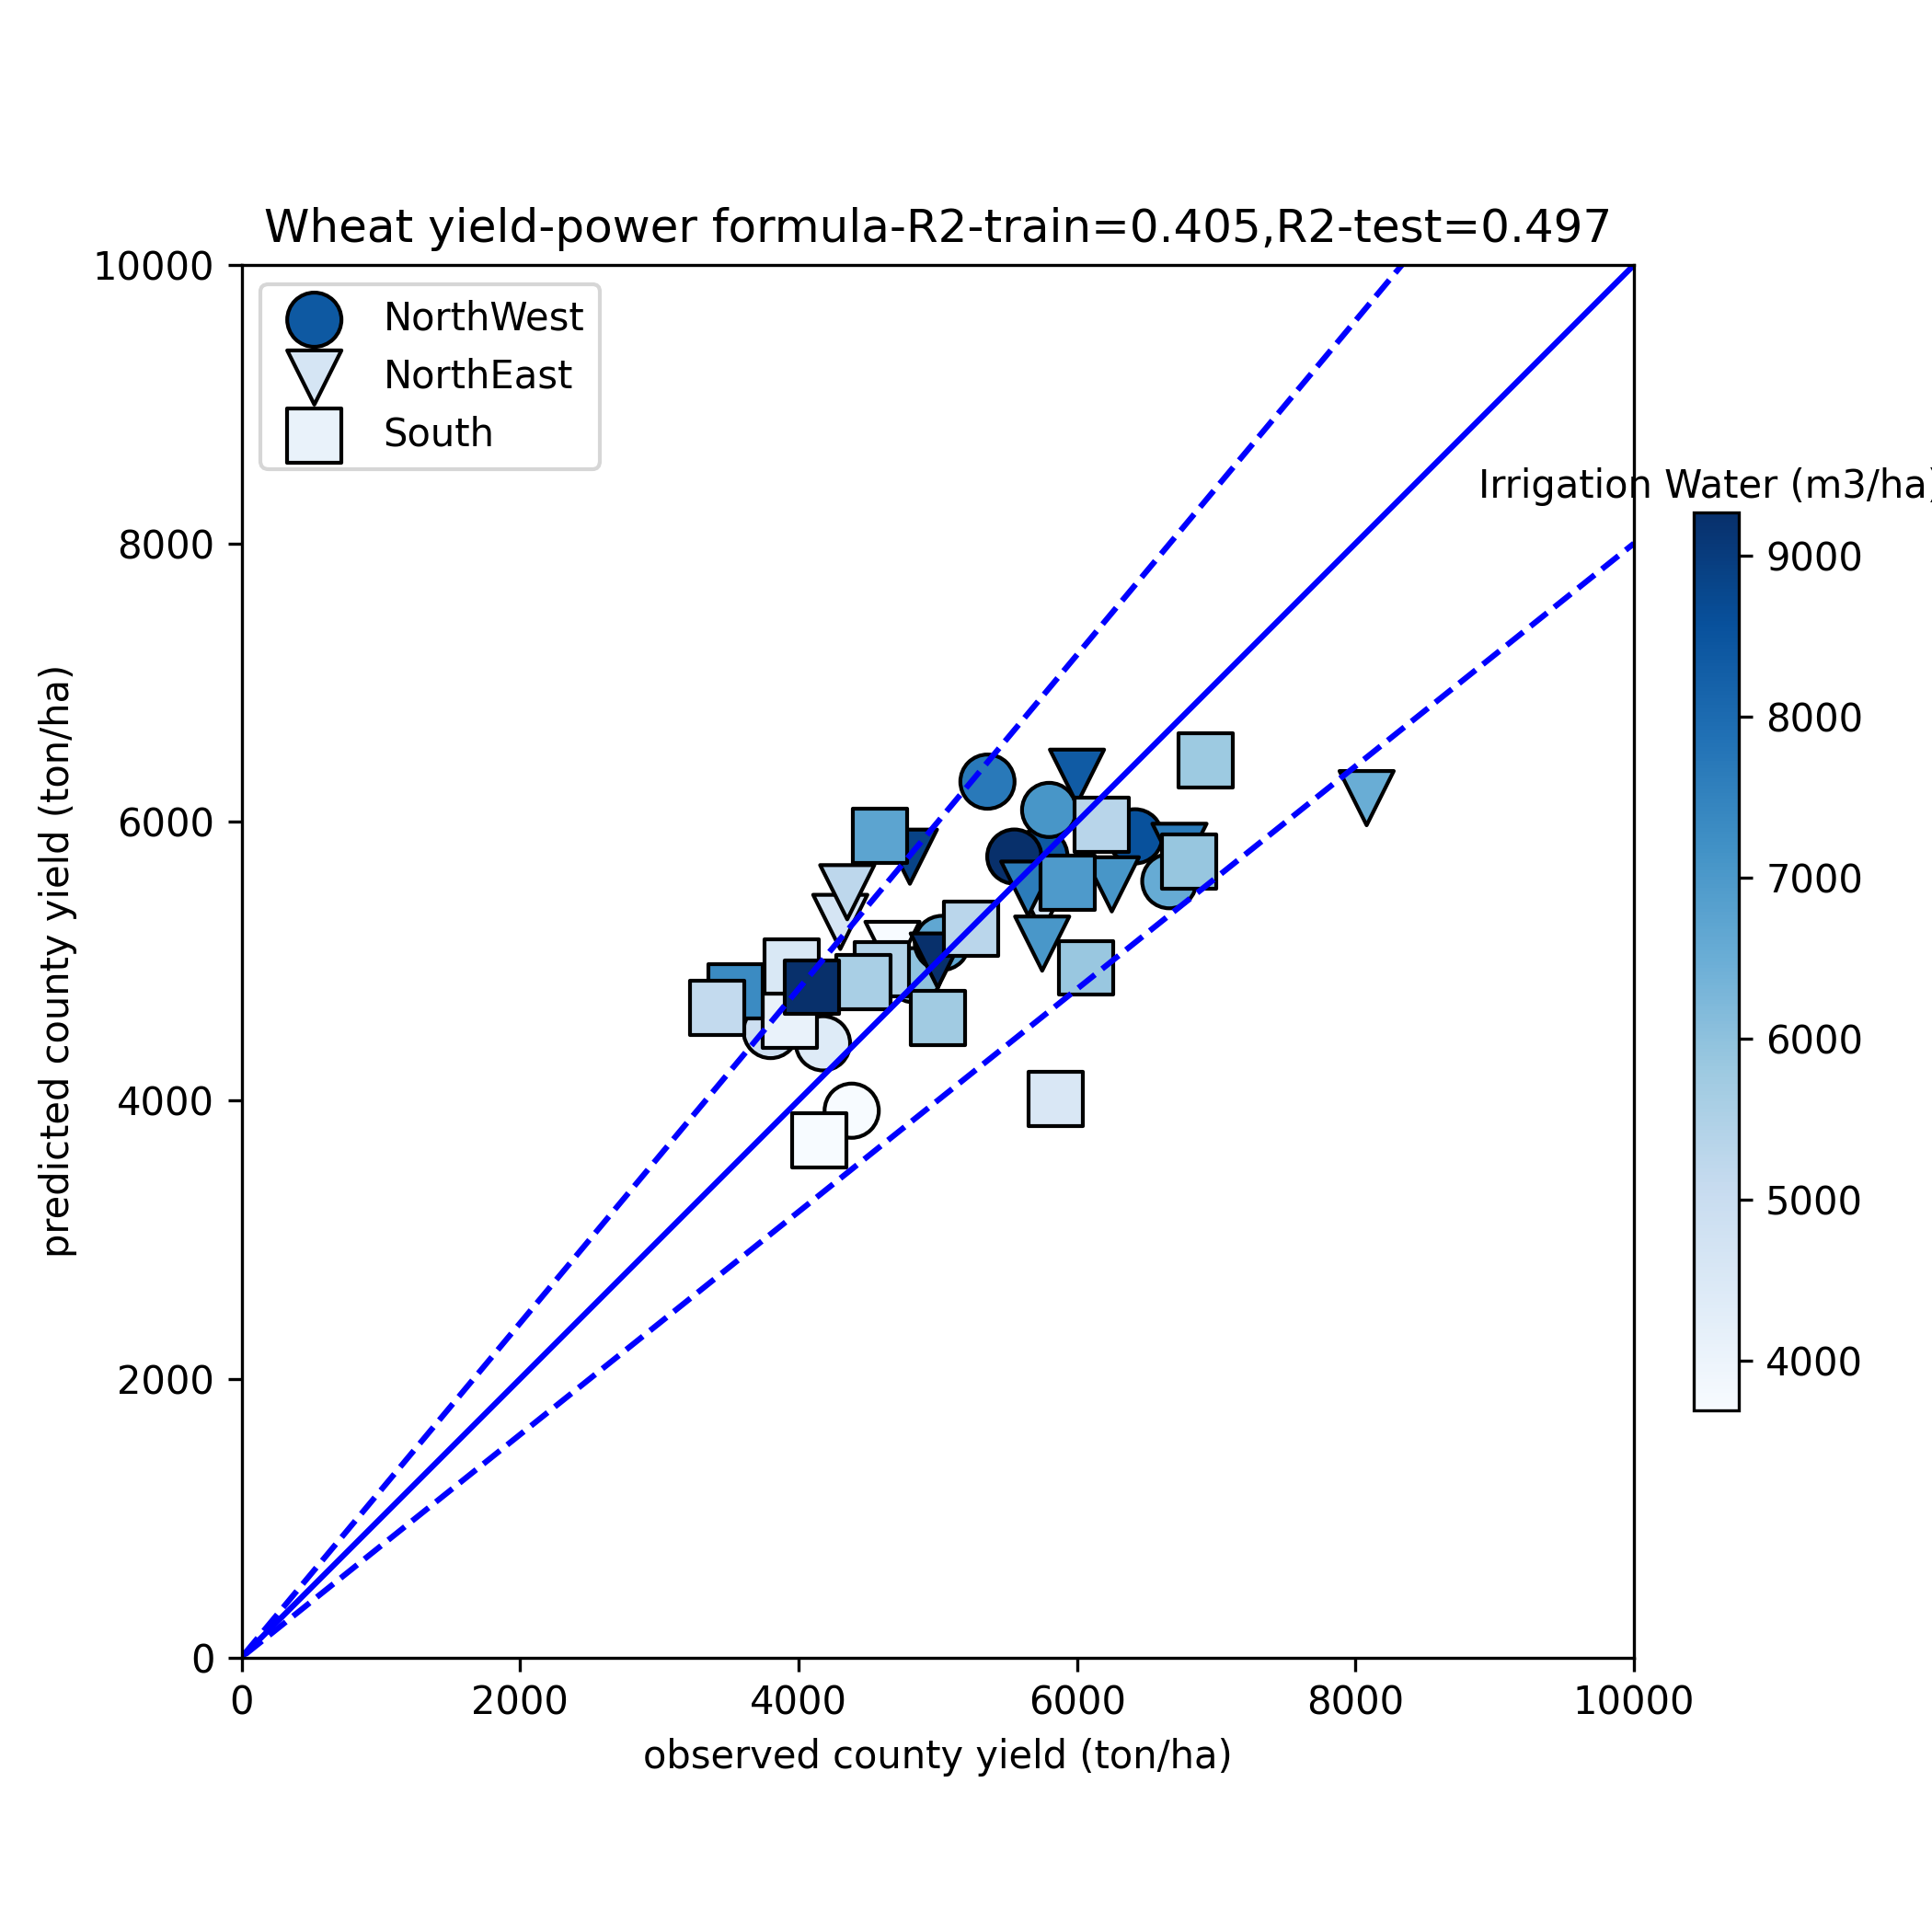 Wheat yield-power formula-R2-train=0.405,R2-test=0.497
10000
8000
6000
4000
2000
0
predicted county yield (ton/ha)
NorthWest
NorthEast
South
Irrigation Water (m3/ha)
9000
8000
7000
6000
5000
4000
0
2000
4000
6000
8000
10000
observed county yield (ton/ha)